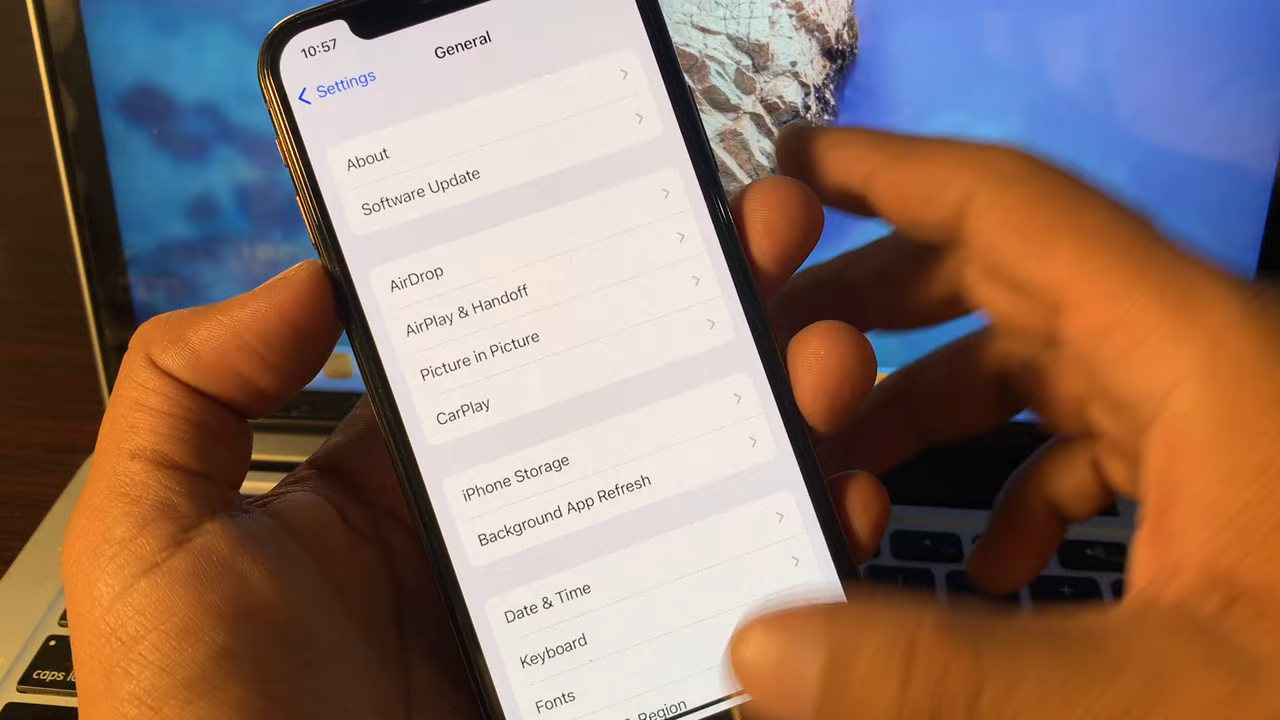 10:57
General
Settings
About
Software Update
AirDrop
AirPlay & Handoff
Picture in Picture
CarPlay
iPhone Storage
Background App Refresh
Date & Time
Keyboard
Fonts
Region
caps